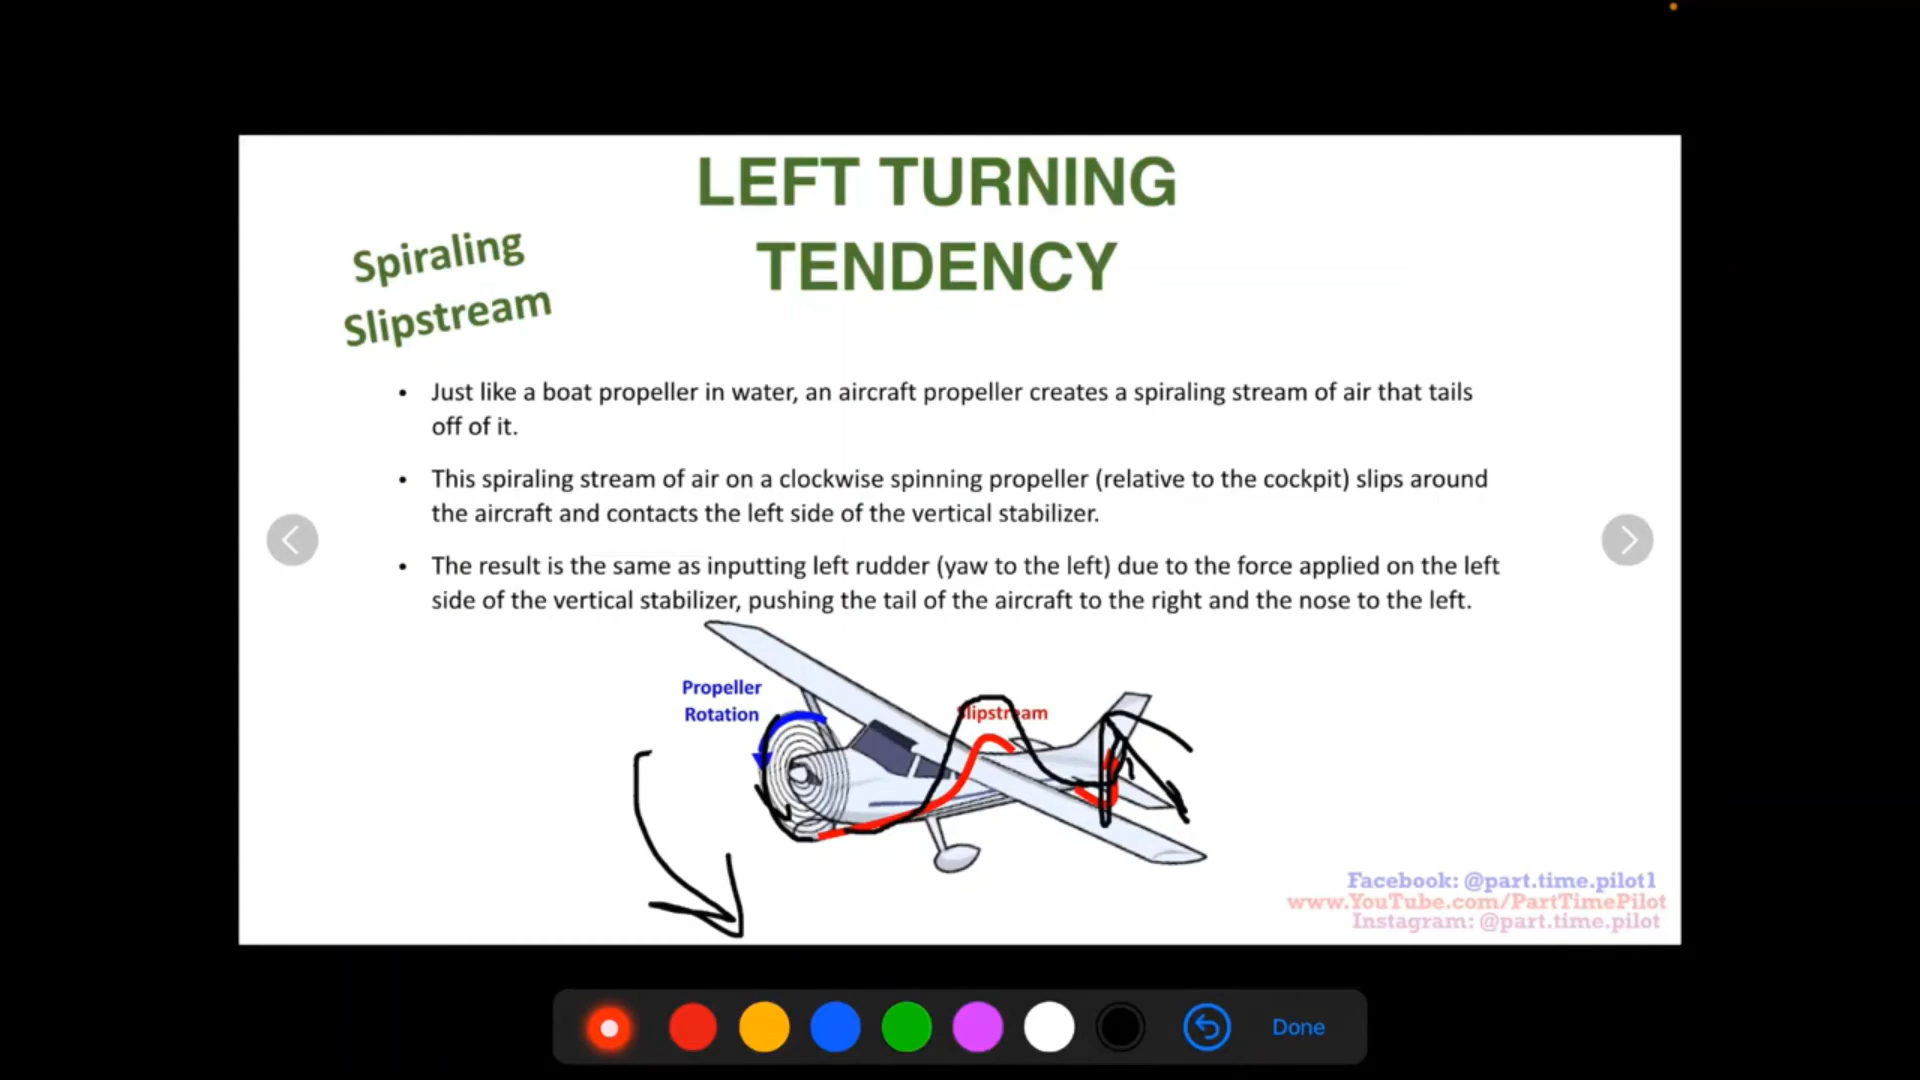 LEFT TURNING
TENDENCY
Spiraling
Slipstream
• Just like a boat propeller in water, an aircraft propeller creates a spiraling stream of air that tails
off of it.
• This spiraling stream of air on a clockwise spinning propeller (relative to the cockpit) slips around
the aircraft and contacts the left side of the vertical stabilizer.
• The result is the same as inputting left rudder (yaw to the left) due to the force applied on the left
side of the vertical stabilizer, pushing the tail of the aircraft to the right and the nose to the left.
Propeller
Rotation
Slipstream
Facebook: @part.time.pilot1
www.YouTube.com/PartTimePilot
Instagram: @part.time.pilot
Done